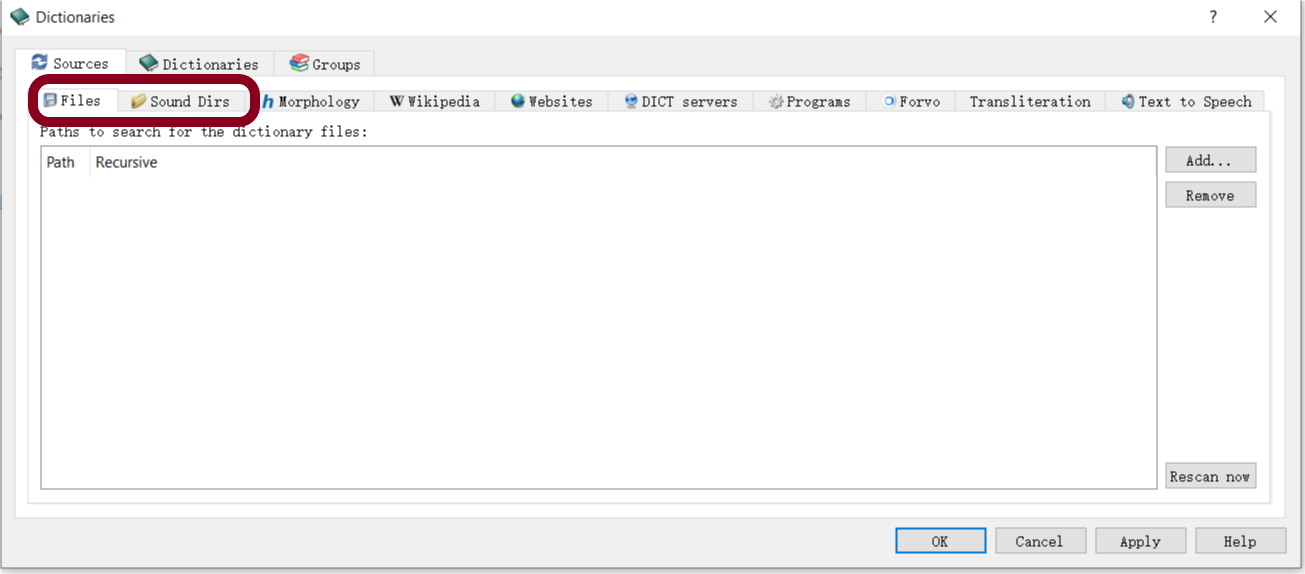 Dictionaries ?
Sources Dictionaries Groups
Files Sound Dirs Morphology Wikipedia Websites DICT servers Programs Forvo Transliteration Text to Speech
Paths to search for the dictionary files:
Path Recursive
Add...
Remove
Rescan now
OK Cancel Apply Help